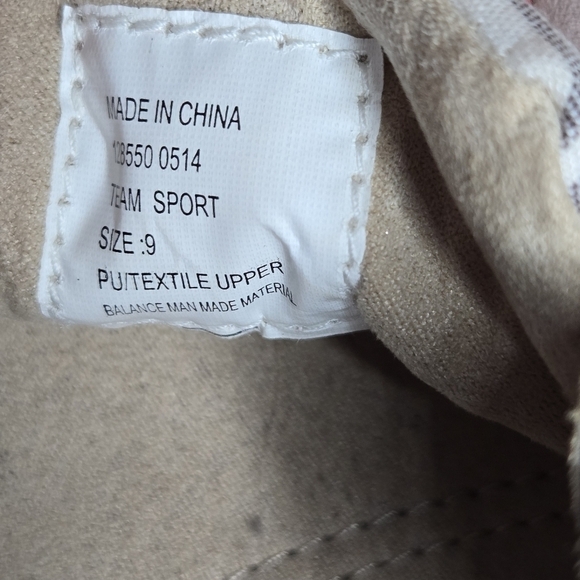 MADE IN CHINA
128550 0514
TEAM SPORT
SIZE :9
PU/TEXTILE UPPER
BALANCE MAN MADE MATERIAL